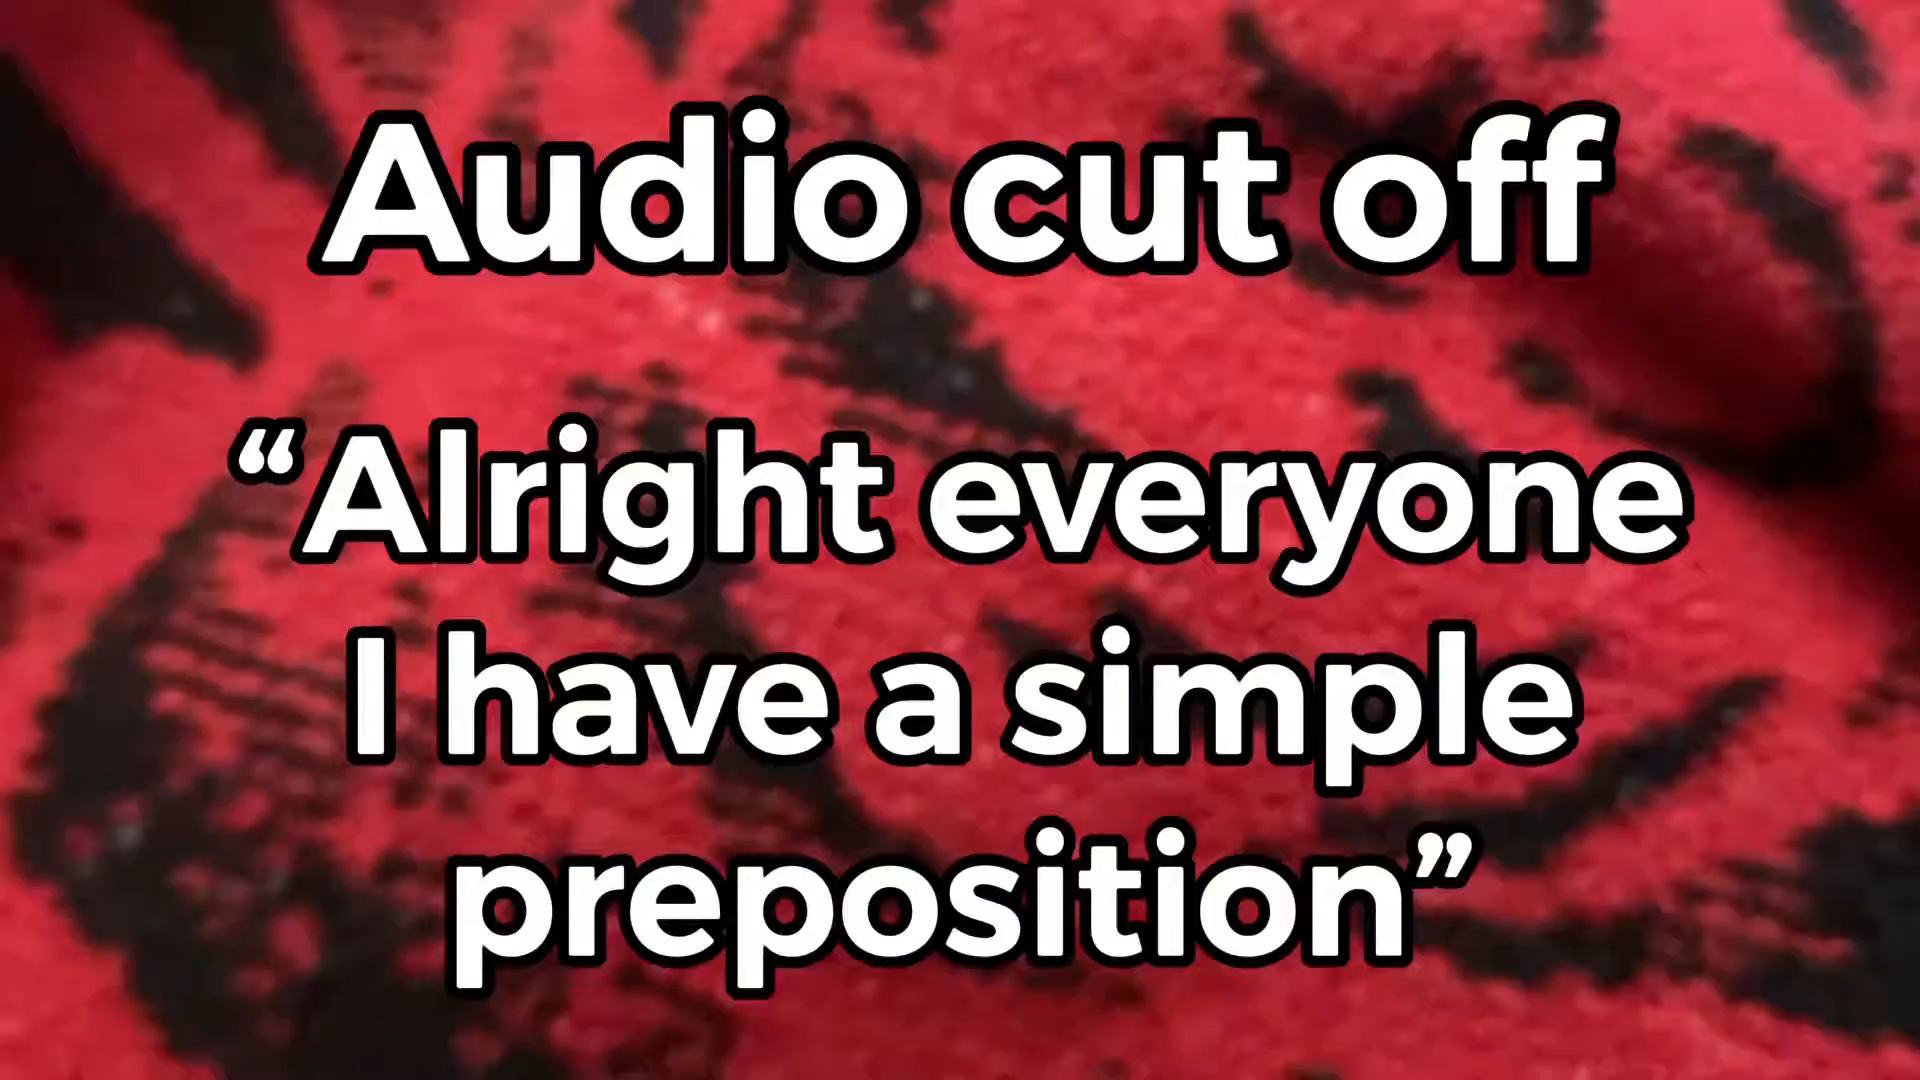 Audio cut off
“Alright everyone
I have a simple
preposition”